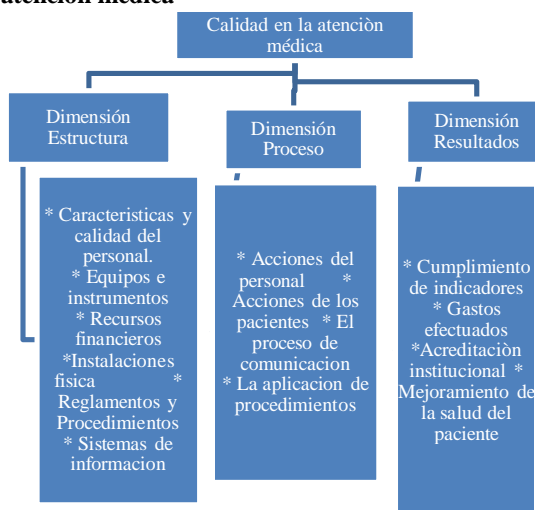 atención médica
Calidad en la atenciòn
médica
Dimensión
Estructura
* Caracteristicas y
calidad del
personal.
* Equipos e
instrumentos
* Recursos
financieros
*Instalaciones
fisica *
Reglamentos y
Procedimientos
* Sistemas de
informacion
Dimensión
Proceso
* Acciones del
personal *
Acciones de los
pacientes * El
proceso de
comunicacion
* La aplicacion de
procedimientos
Dimensión
Resultados
* Cumplimiento
de indicadores
* Gastos
efectuados
*Acreditaciòn
institucional *
Mejoramiento de
la salud del
paciente